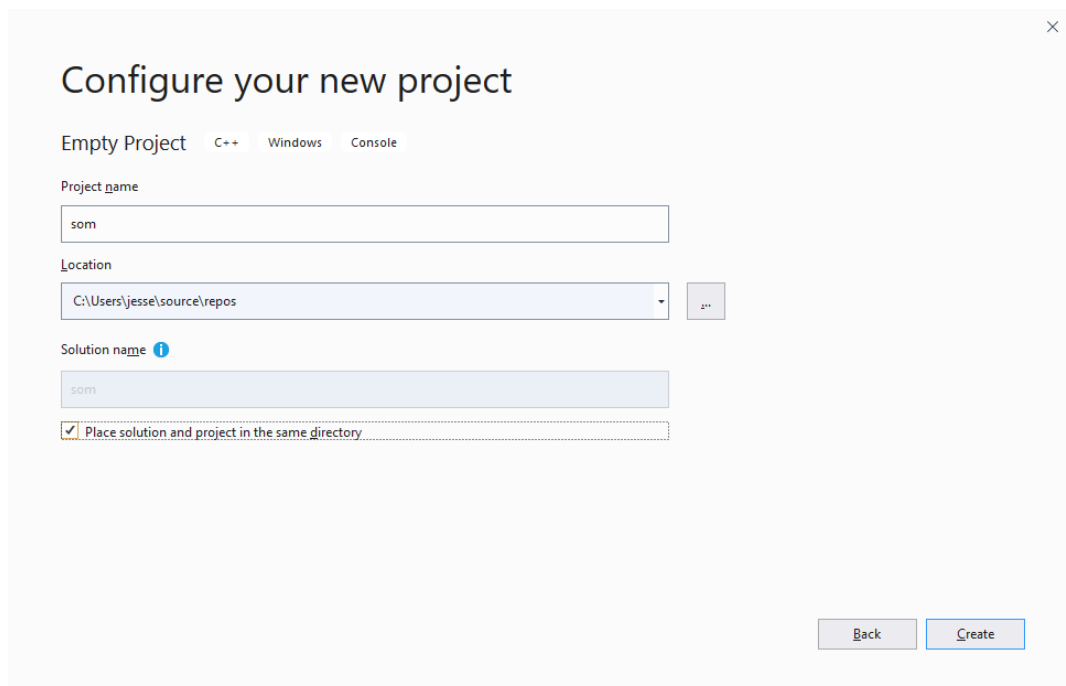 Configure your new project
Empty Project C++ Windows Console
Project name
som
Location
C:\Users\jesse\source\repos
...
Solution name
som
Place solution and project in the same directory
Back Create